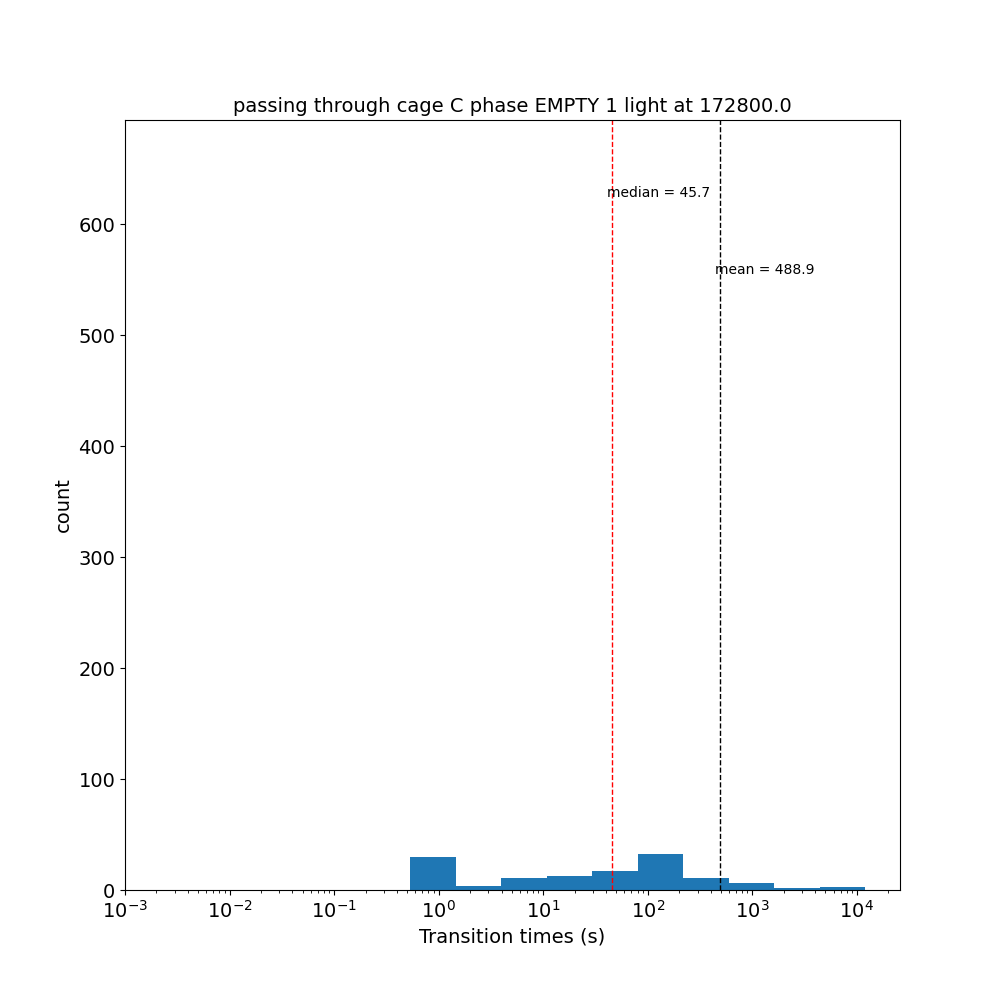 passing through cage C phase EMPTY 1 light at 172800.0
median = 45.7
mean = 488.9
600
500
400
300
200
100
0
count
10⁻³ 10⁻² 10⁻¹ 10⁰ 10¹ 10² 10³ 10⁴
Transition times (s)